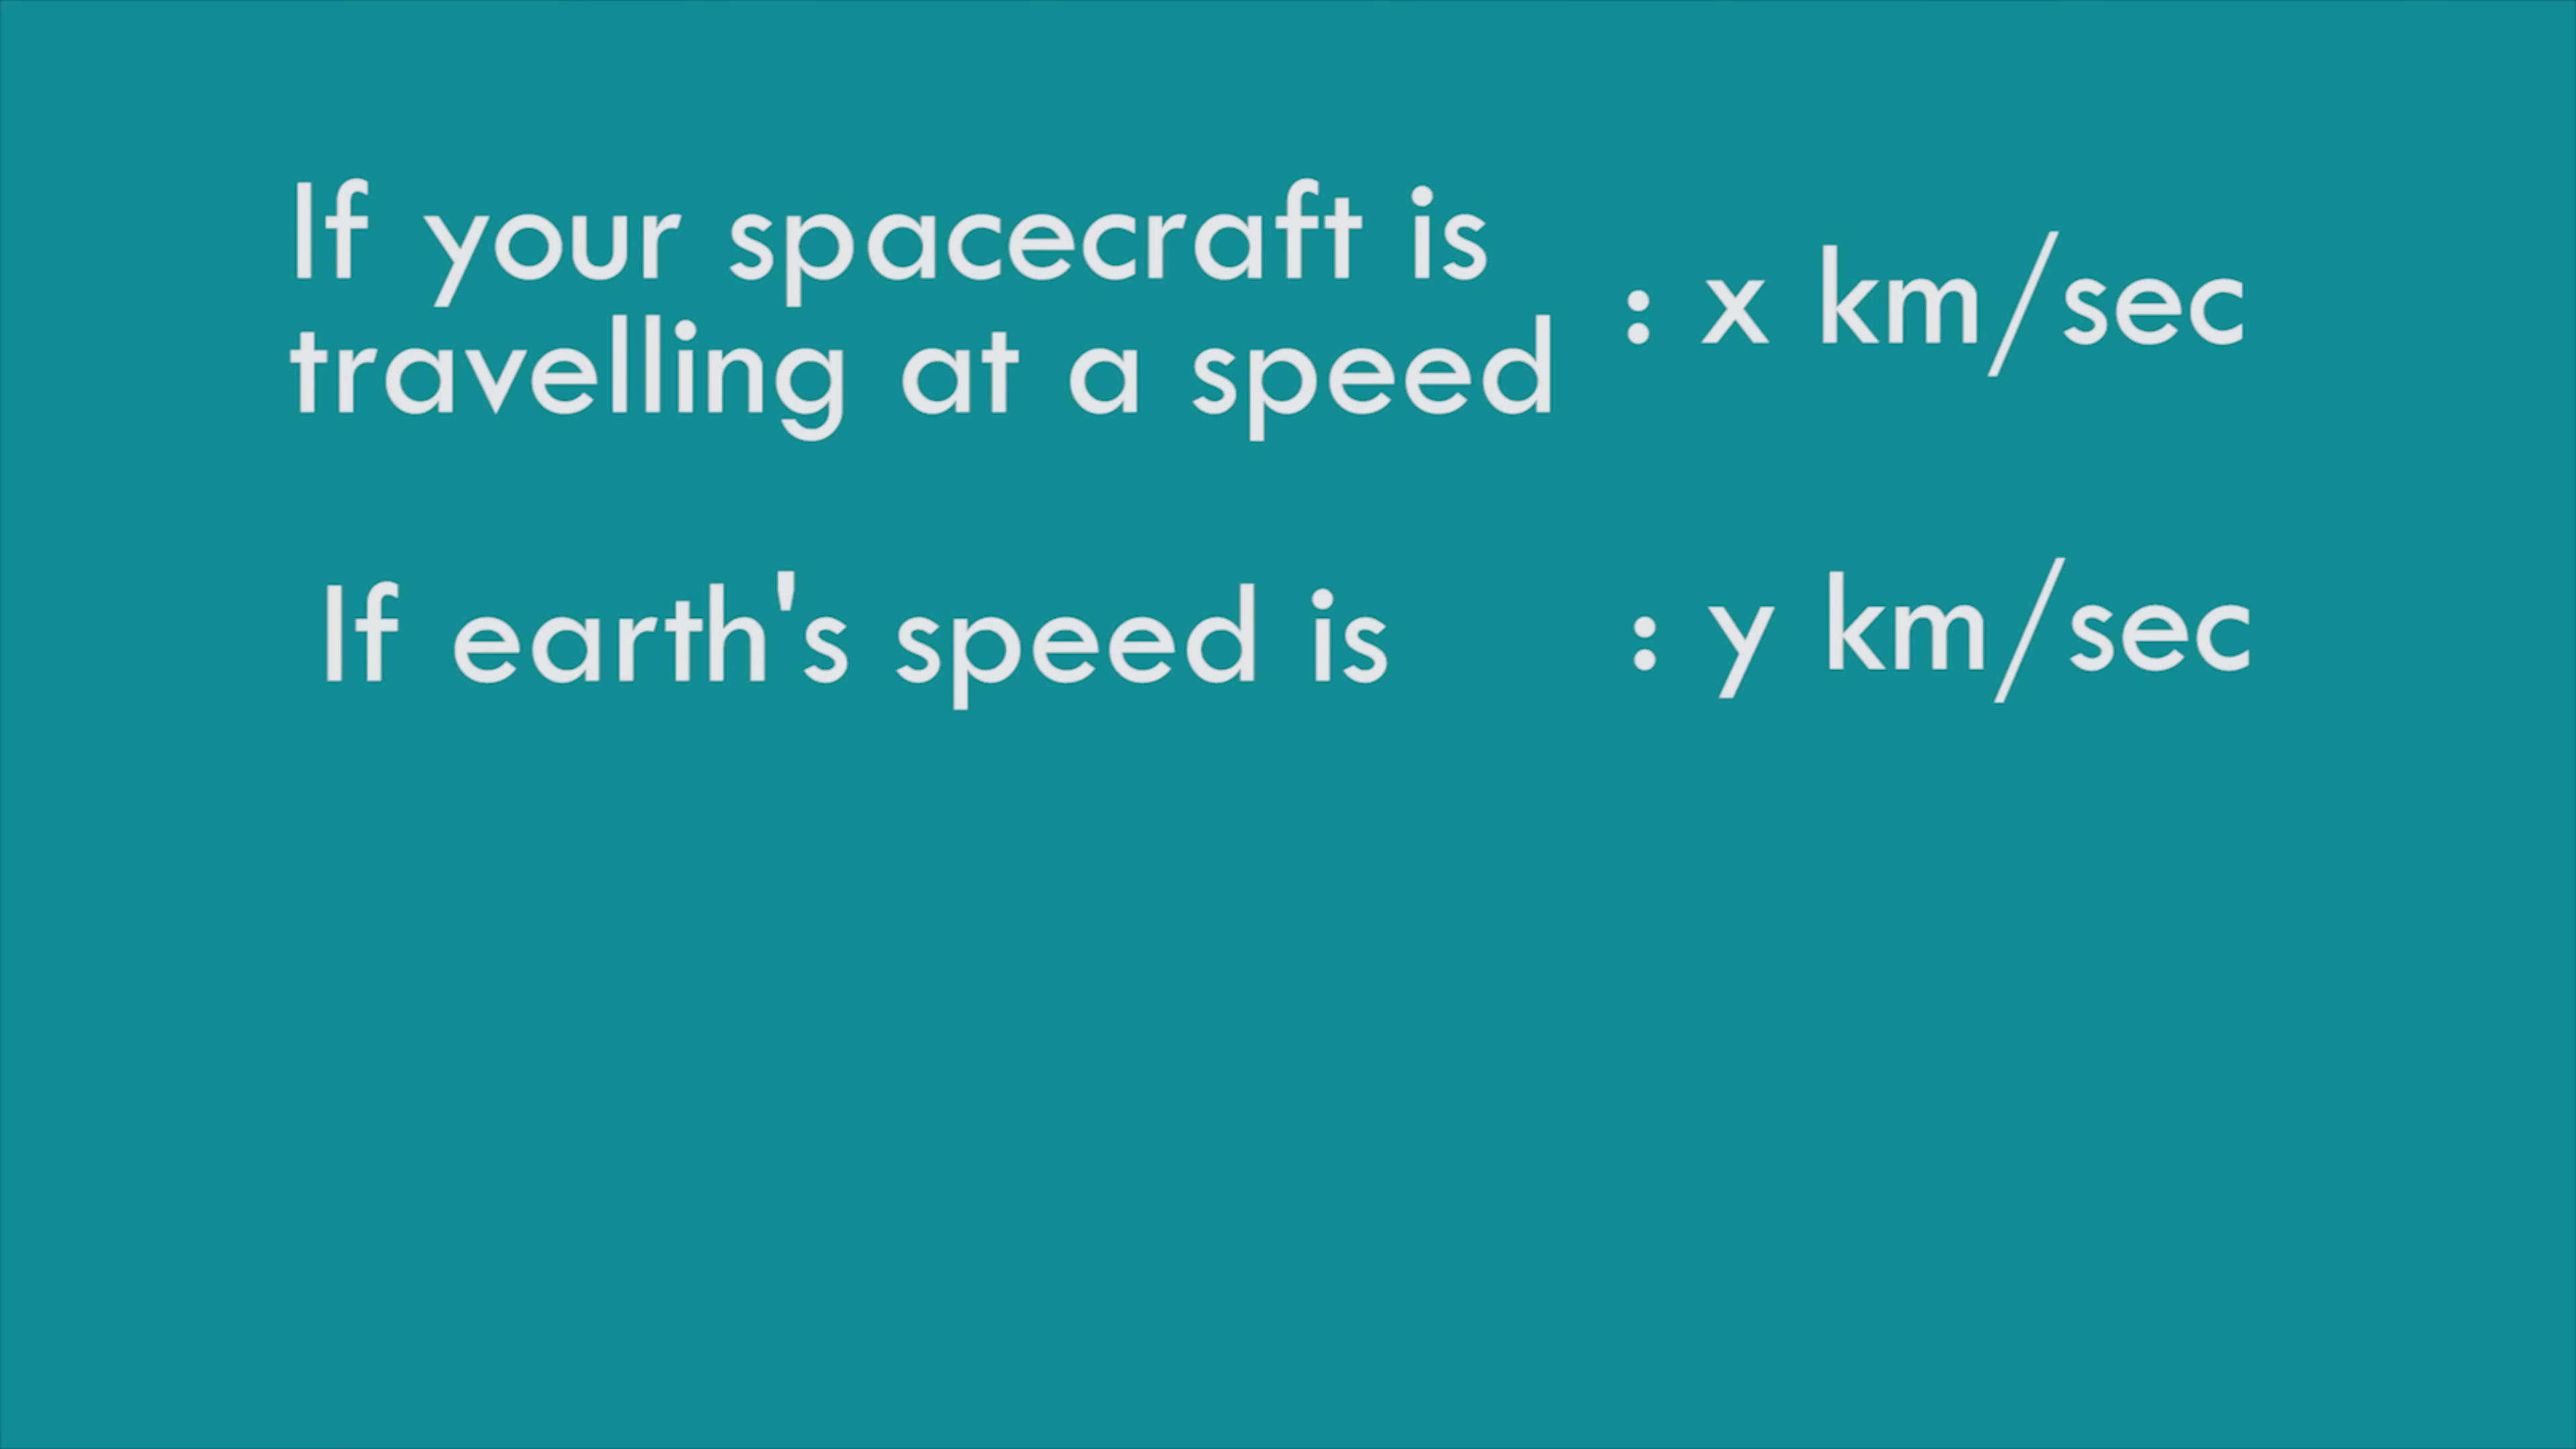 If your spacecraft is
travelling at a speed
: x km/sec
If earth's speed is
: y km/sec